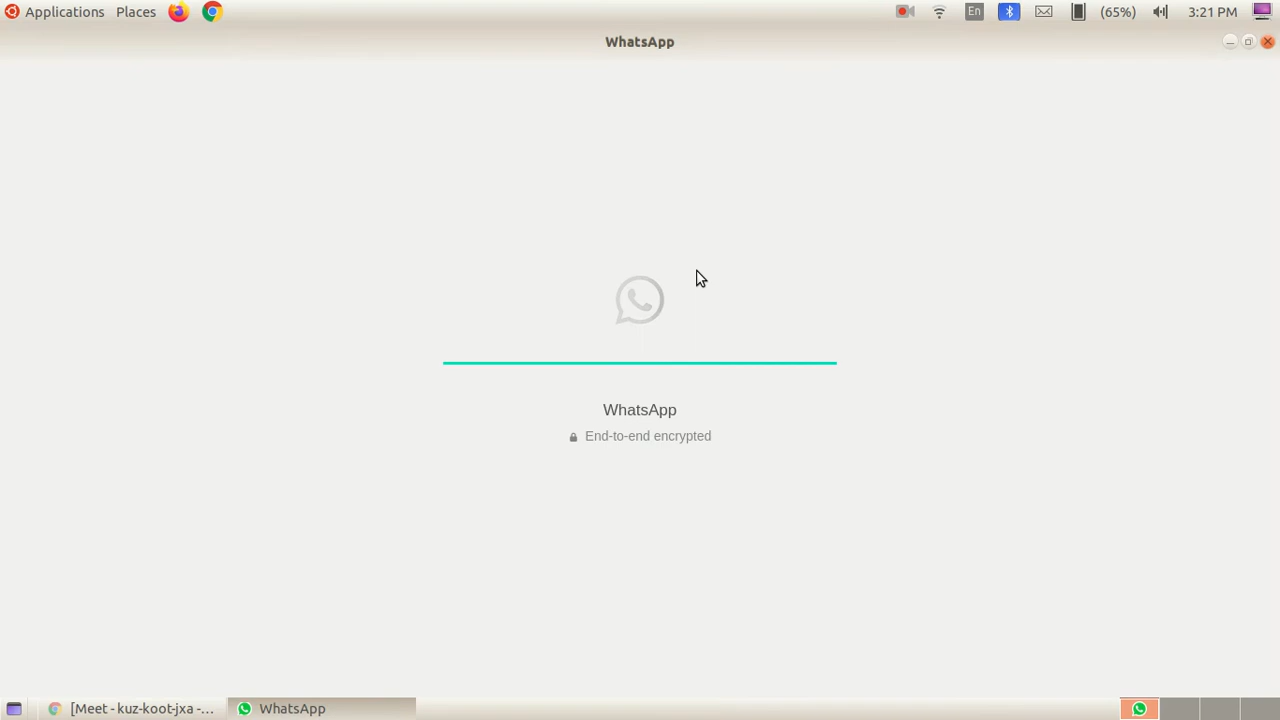 Applications Places En (65%) 3:21 PM
WhatsApp
WhatsApp
End-to-end encrypted
[Meet - kuz-koot-jxa -... WhatsApp